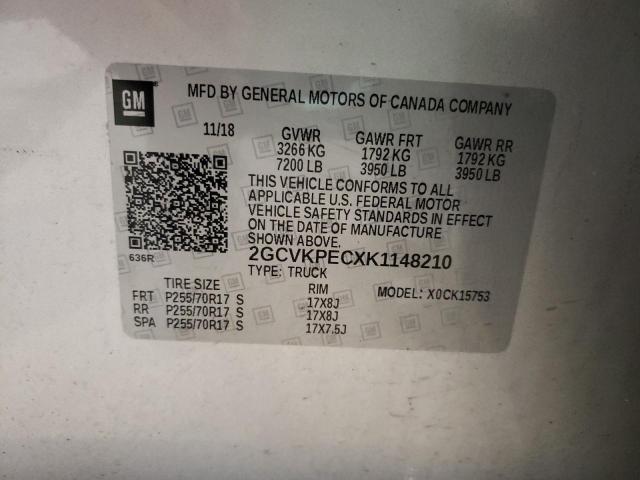 GM
MFD BY GENERAL MOTORS OF CANADA COMPANY
11/18 GVWR GAWR FRT GAWR RR
3266 KG 1792 KG 1792 KG
7200 LB 3950 LB 3950 LB
THIS VEHICLE CONFORMS TO ALL
APPLICABLE U.S. FEDERAL MOTOR
VEHICLE SAFETY STANDARDS IN EFFECT
ON THE DATE OF MANUFACTURE
SHOWN ABOVE.
636R
2GCVKPECXK1148210
TYPE: TRUCK
TIRE SIZE RIM MODEL: X0CK15753
FRT P255/70R17 S 17X8J
RR P255/70R17 S 17X8J
SPA P255/70R17 S 17X7.5J